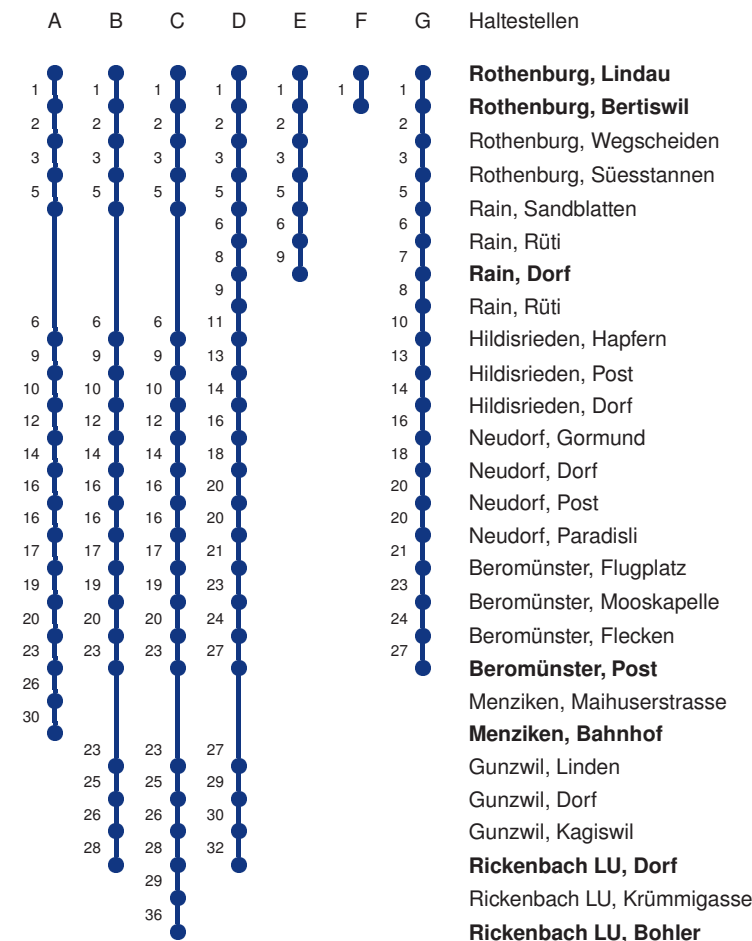 A B C D E F G Haltestellen
Rothenburg, Lindau
1 1 1 1 1 1 1 Rothenburg, Bertiswil
2 2 2 2 2 2 Rothenburg, Wegscheiden
3 3 3 3 3 3 Rothenburg, Süesstannen
5 5 5 5 5 5 Rain, Sandblatten
6 6 6 Rain, Rüti
8 9 7 Rain, Dorf
9 8 Rain, Rüti
6 6 6 11 10 Hildisrieden, Hapfern
9 9 9 13 13 Hildisrieden, Post
10 10 10 14 14 Hildisrieden, Dorf
12 12 12 16 16 Neudorf, Gormund
14 14 14 18 18 Neudorf, Dorf
16 16 16 20 20 Neudorf, Post
16 16 16 20 20 Neudorf, Paradisli
17 17 17 21 21 Beromünster, Flugplatz
19 19 19 23 23 Beromünster, Mooskapelle
20 20 20 24 24 Beromünster, Flecken
23 23 23 27 27 Beromünster, Post
26 Menziken, Maihuserstrasse
30 Menziken, Bahnhof
23 23 27 Gunzwil, Linden
25 25 29 Gunzwil, Dorf
26 26 30 Gunzwil, Kagiswil
28 28 32 Rickenbach LU, Dorf
29 Rickenbach LU, Krümmigasse
36 Rickenbach LU, Bohler